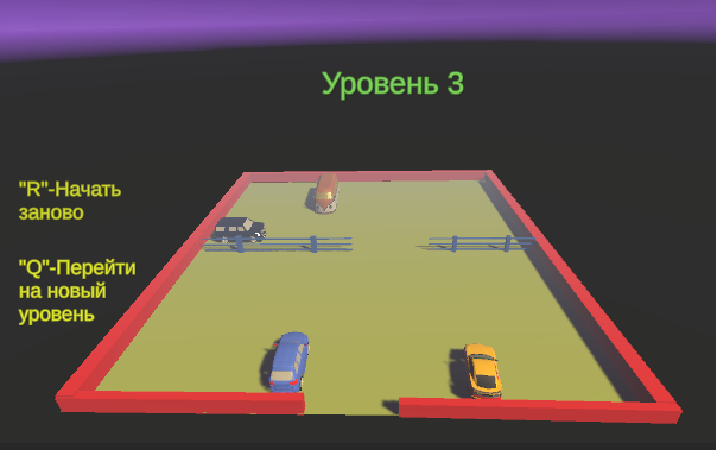 Уровень 3
"R"-Начать
заново
"Q"-Перейти
на новый
уровень